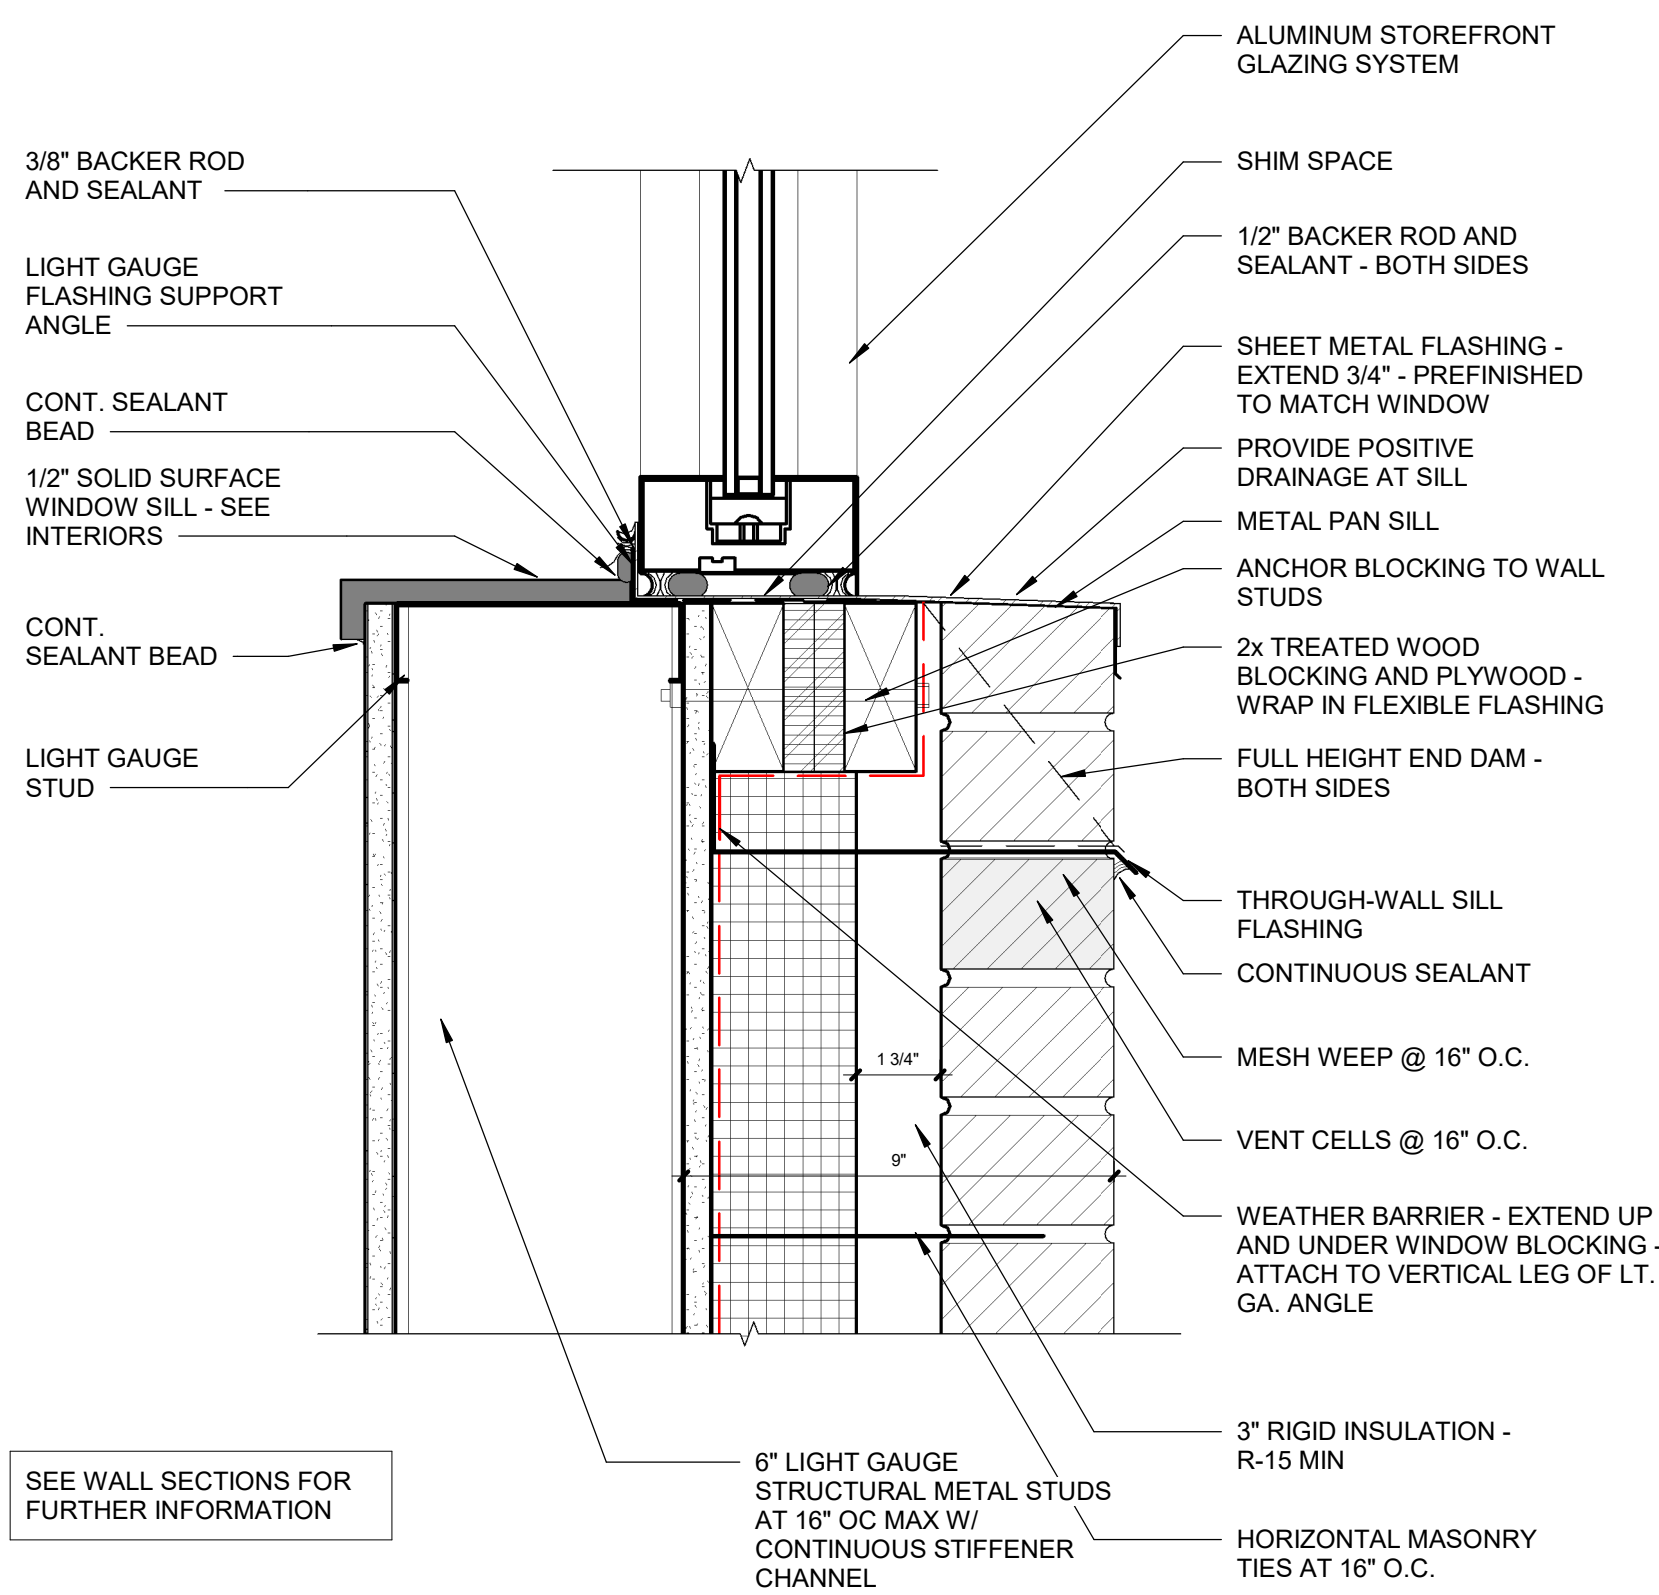 ALUMINUM STOREFRONT
GLAZING SYSTEM
3/8" BACKER ROD
AND SEALANT
SHIM SPACE
1/2" BACKER ROD AND
SEALANT - BOTH SIDES
LIGHT GAUGE
FLASHING SUPPORT
ANGLE
SHEET METAL FLASHING -
EXTEND 3/4" - PREFINISHED
TO MATCH WINDOW
CONT. SEALANT
BEAD
PROVIDE POSITIVE
DRAINAGE AT SILL
1/2" SOLID SURFACE
WINDOW SILL - SEE
INTERIORS
METAL PAN SILL
ANCHOR BLOCKING TO WALL
STUDS
CONT.
SEALANT BEAD
2x TREATED WOOD
BLOCKING AND PLYWOOD -
WRAP IN FLEXIBLE FLASHING
LIGHT GAUGE
STUD
FULL HEIGHT END DAM -
BOTH SIDES
THROUGH-WALL SILL
FLASHING
CONTINUOUS SEALANT
MESH WEEP @ 16" O.C.
1 3/4"
VENT CELLS @ 16" O.C.
9"
WEATHER BARRIER - EXTEND UP
AND UNDER WINDOW BLOCKING -
ATTACH TO VERTICAL LEG OF LT.
GA. ANGLE
3" RIGID INSULATION -
R-15 MIN
SEE WALL SECTIONS FOR
FURTHER INFORMATION
6" LIGHT GAUGE
STRUCTURAL METAL STUDS
AT 16" OC MAX W/
CONTINUOUS STIFFENER
CHANNEL
HORIZONTAL MASONRY
TIES AT 16" O.C.